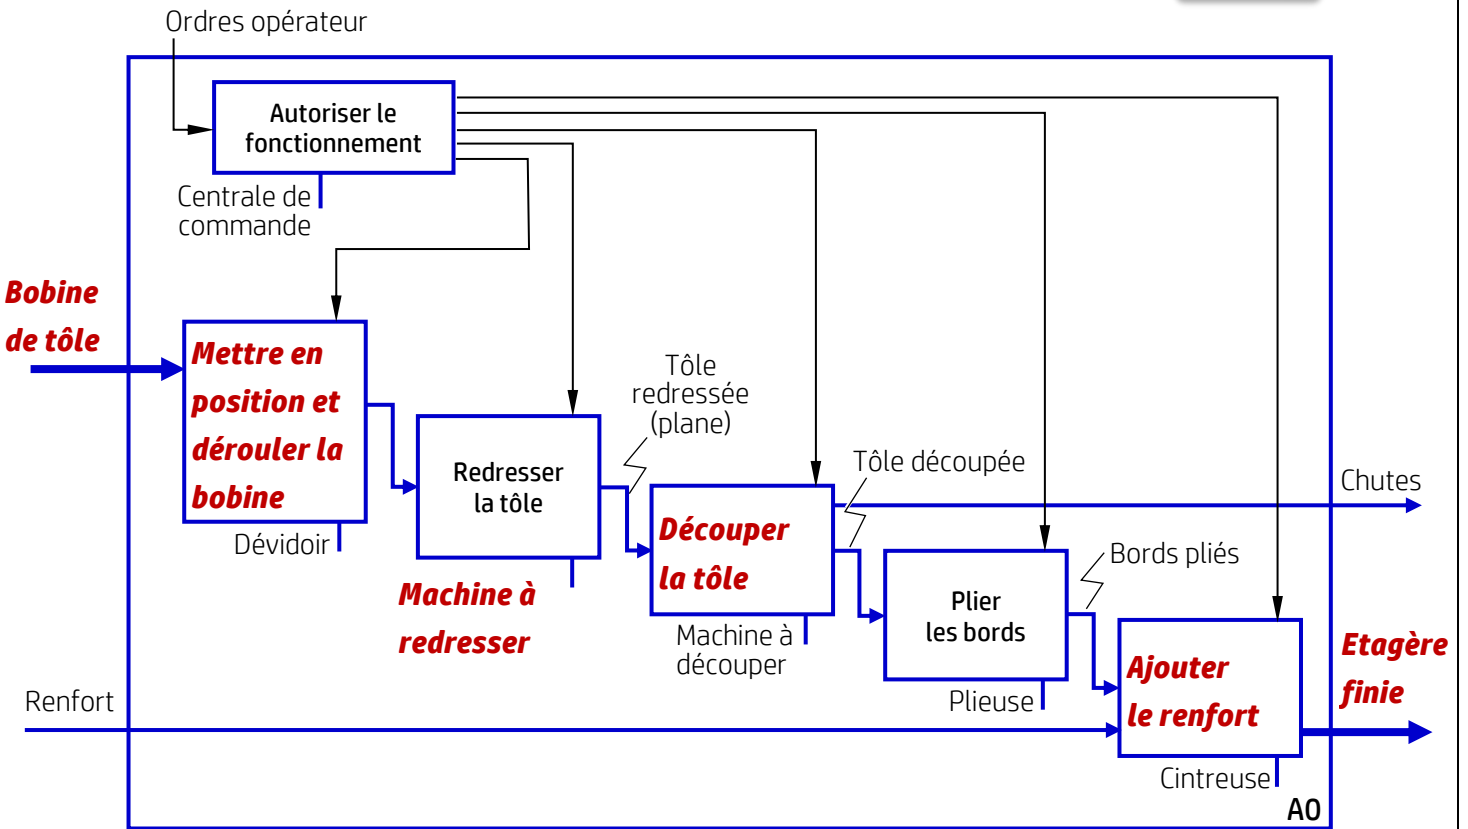 Ordres opérateur
Autoriser le
fonctionnement
Centrale de
commande
Bobine
de tôle
Mettre en
position et
dérouler la
bobine
Dévidoir
Redresser
la tôle
Machine à
redresser
Tôle
redressée
(plane)
Découper
la tôle
Machine à
découper
Tôle découpée
Chutes
Plier
les bords
Plieuse
Bords pliés
Renfort
Ajouter
le renfort
Cintreuse
Etagère
finie
A0